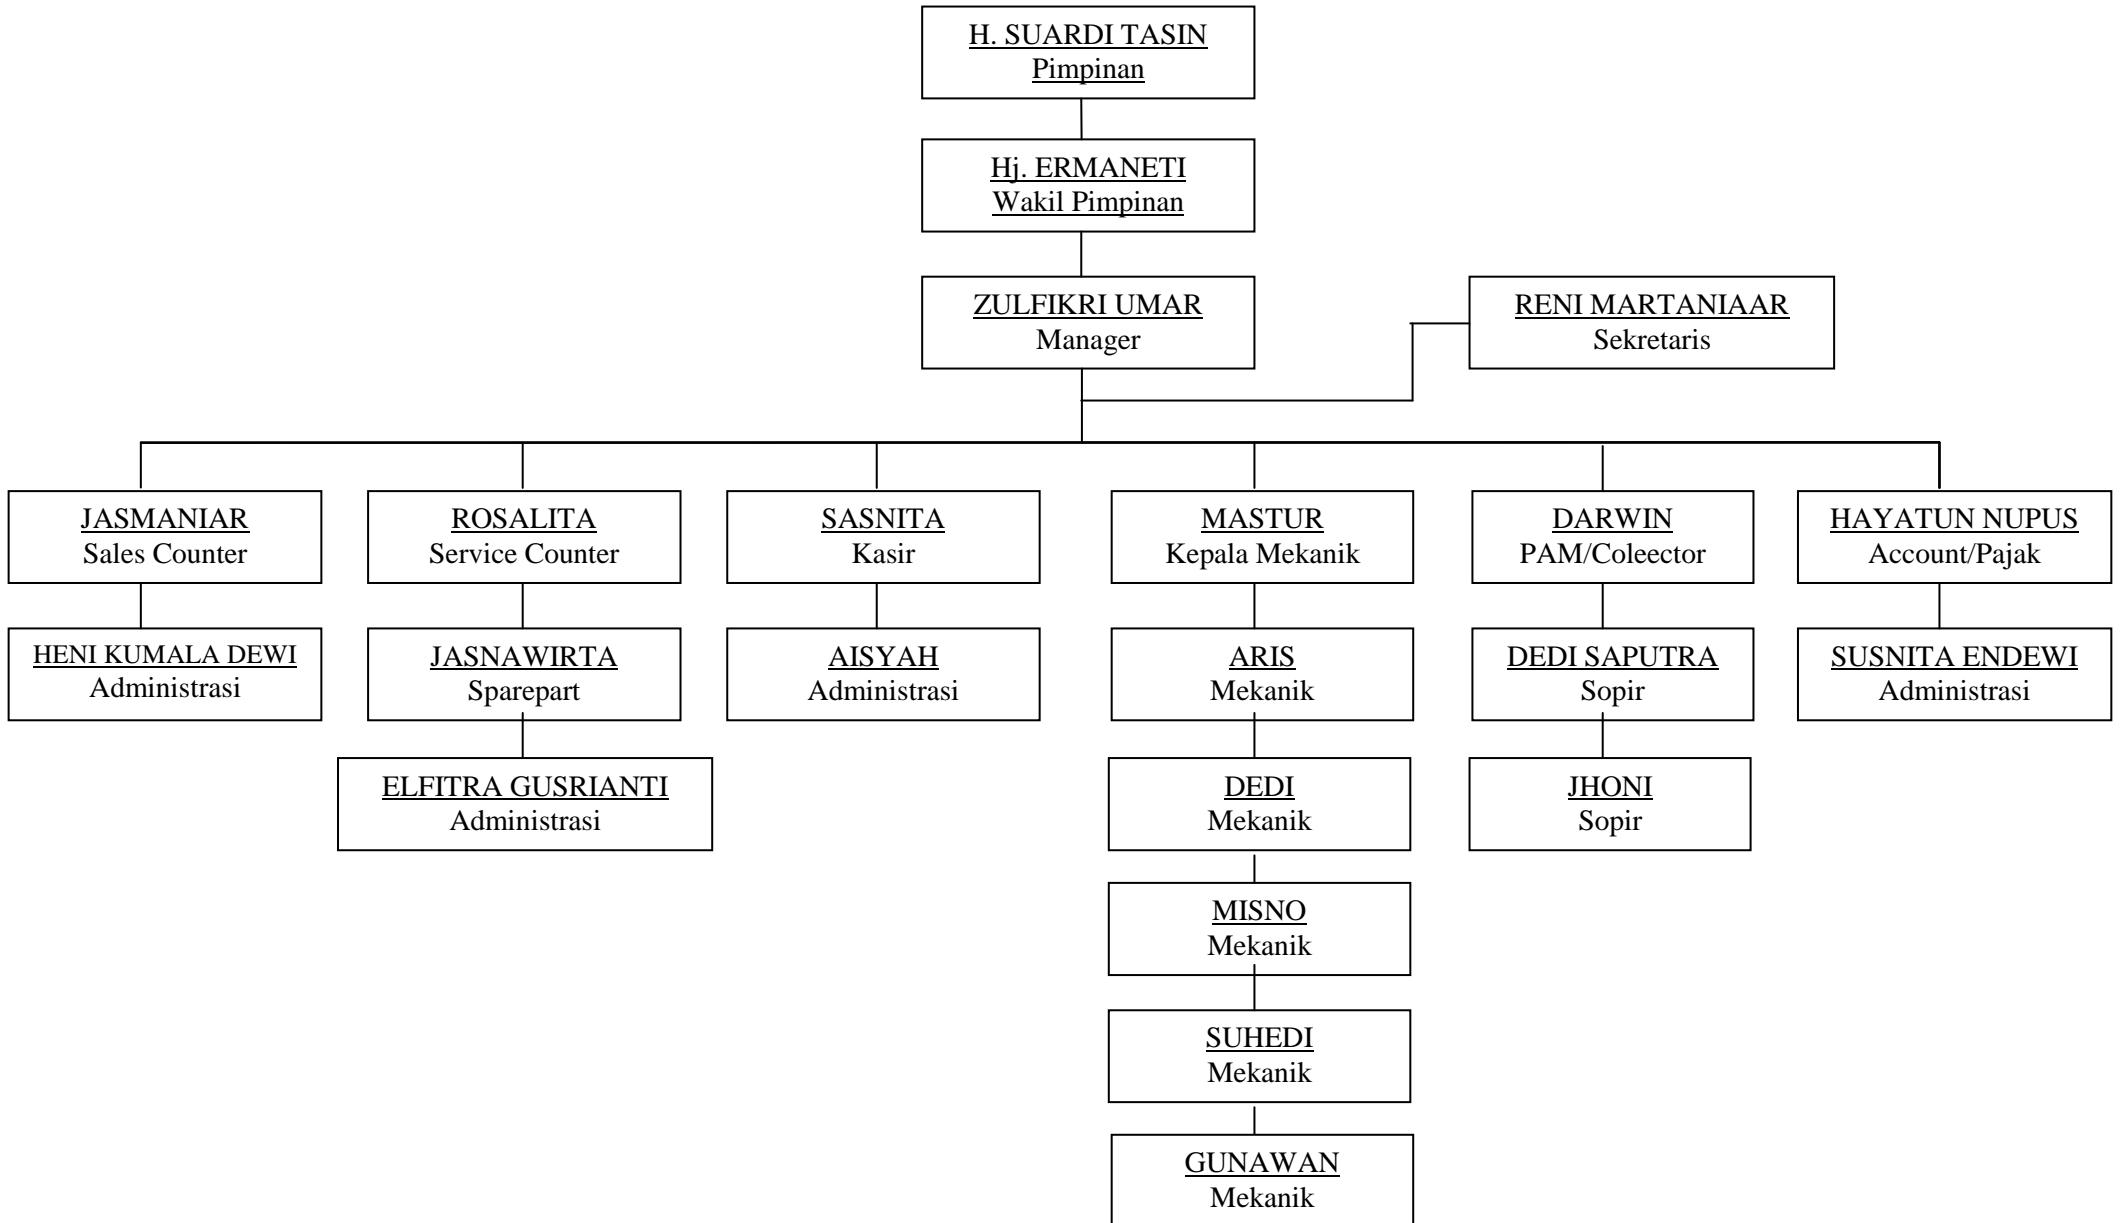 H. SUARDI TASIN
Pimpinan
Hj. ERMANETI
Wakil Pimpinan
ZULFIKRI UMAR
Manager
RENI MARTANIAAR
Sekretaris
JASMANIAR
Sales Counter
ROSALITA
Service Counter
SASNITA
Kasir
MASTUR
Kepala Mekanik
DARWIN
PAM/Coleector
HAYATUN NUPUS
Account/Pajak
HENI KUMALA DEWI
Administrasi
JASNAWIRTA
Sparepart
AISYAH
Administrasi
ARIS
Mekanik
DEDI SAPUTRA
Sopir
SUSNITA ENDEWI
Administrasi
ELFITRA GUSRIANTI
Administrasi
DEDI
Mekanik
JHONI
Sopir
MISNO
Mekanik
SUHEDI
Mekanik
GUNAWAN
Mekanik